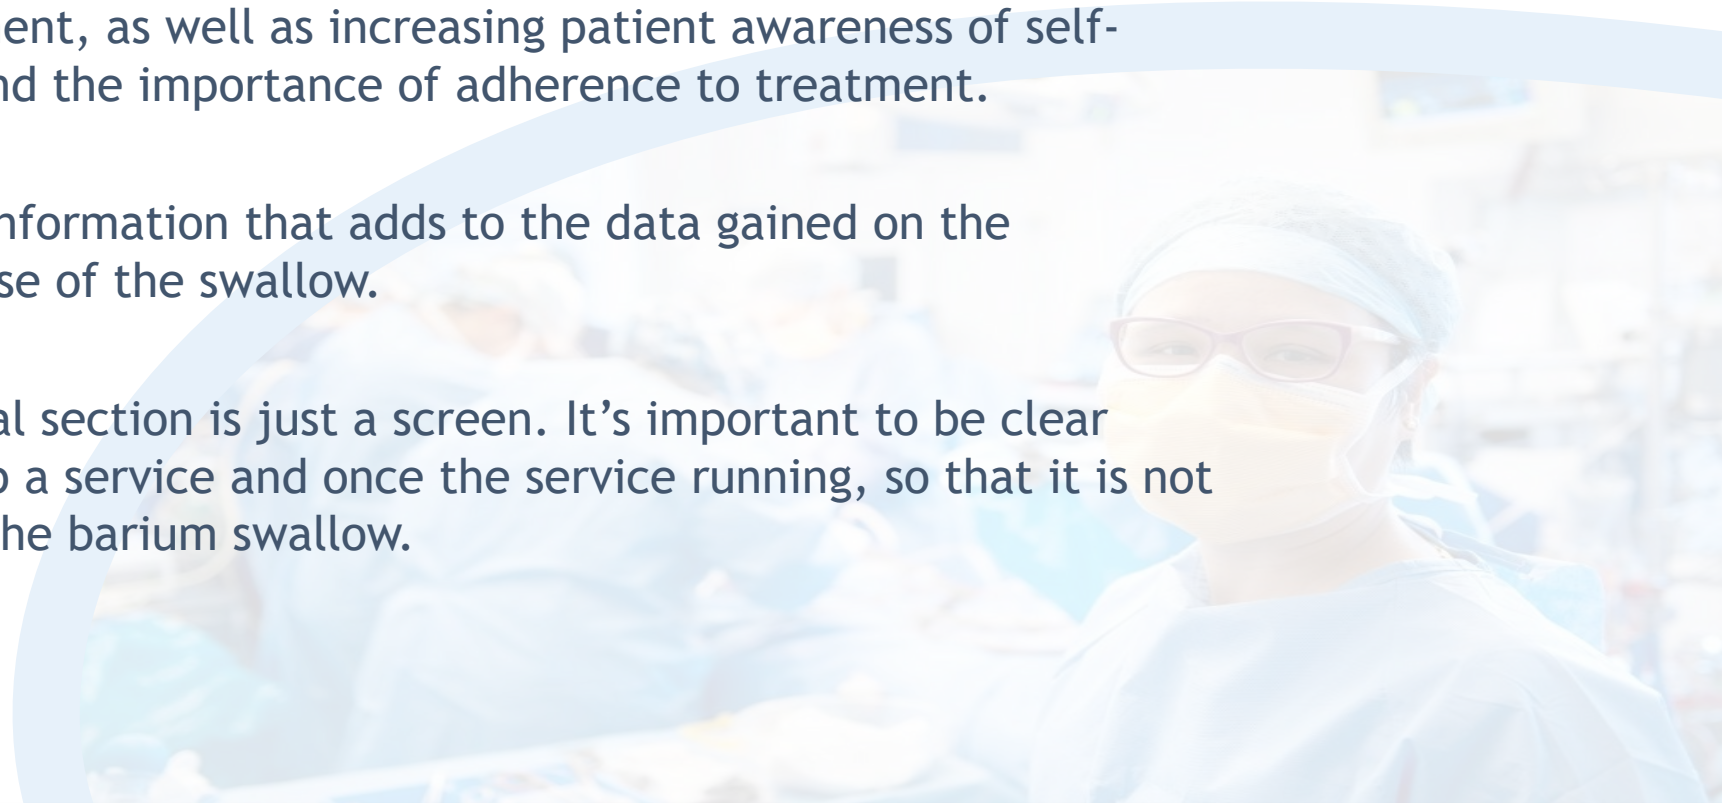 ent, as well as increasing patient awareness of self-
nd the importance of adherence to treatment.
nformation that adds to the data gained on the
se of the swallow.
al section is just a screen. It’s important to be clear
o a service and once the service running, so that it is not
he barium swallow.